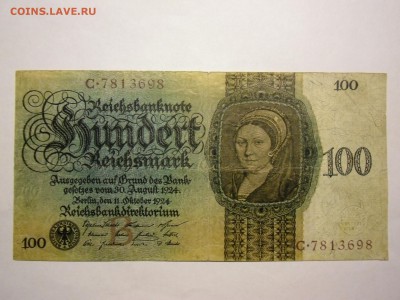 COINS.ЛАВЕ.RU
C·7813698
100
Reichsbanknote
Hundert
Reichsmark
Ausgegeben auf Grund des Bank-
gesetzes vom 30. August 1924.
Berlin, den 11. Oktober 1924
Reichsbankdirektorium
100
100
C·7813698